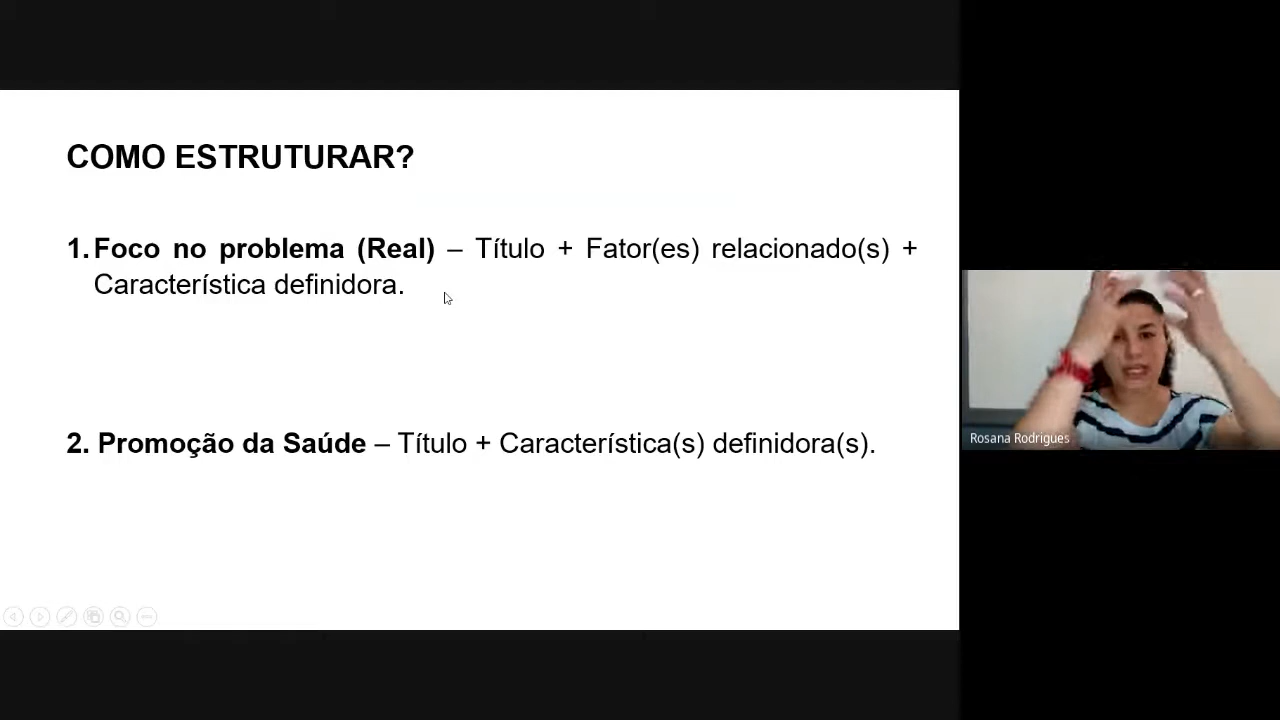 COMO ESTRUTURAR?
1. Foco no problema (Real) – Título + Fator(es) relacionado(s) +
Característica definidora.
2. Promoção da Saúde – Título + Característica(s) definidora(s).
Rosana Rodrigues